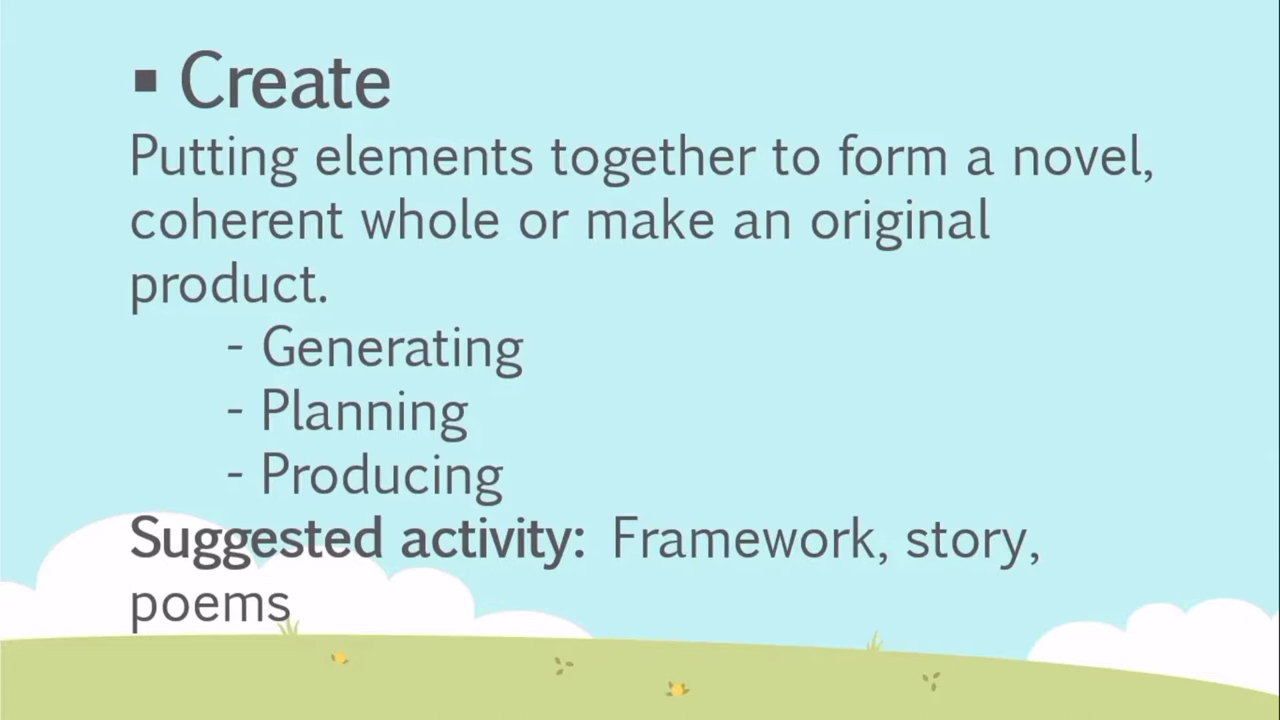 ▪ Create
Putting elements together to form a novel,
coherent whole or make an original
product.
- Generating
- Planning
- Producing
Suggested activity: Framework, story,
poems